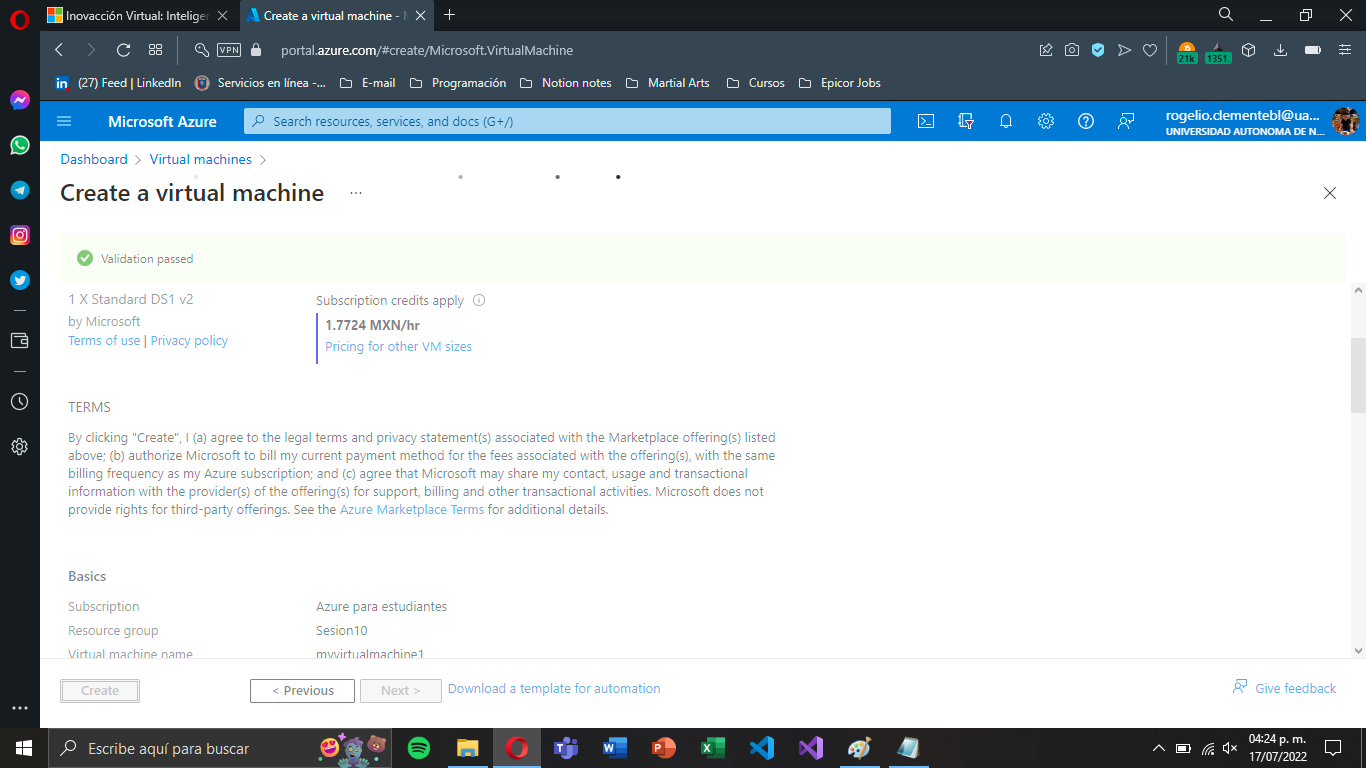 Inovacción Virtual: Inteliger
Create a virtual machine - M
VPN
portal.azure.com/#create/Microsoft.VirtualMachine
21k
1351.
in (27) Feed | LinkedIn
Servicios en línea -...
E-mail
Programación
Notion notes
Martial Arts
Cursos
Epicor Jobs
Microsoft Azure
Search resources, services, and docs (G+/)
rogelio.clementebl@ua...
UNIVERSIDAD AUTONOMA DE N...
Dashboard > Virtual machines >
Create a virtual machine ...
Validation passed
1 X Standard DS1 v2
by Microsoft
Terms of use | Privacy policy
Subscription credits apply
1.7724 MXN/hr
Pricing for other VM sizes
TERMS
By clicking "Create", I (a) agree to the legal terms and privacy statement(s) associated with the Marketplace offering(s) listed
above; (b) authorize Microsoft to bill my current payment method for the fees associated with the offering(s), with the same
billing frequency as my Azure subscription; and (c) agree that Microsoft may share my contact, usage and transactional
information with the provider(s) of the offering(s) for support, billing and other transactional activities. Microsoft does not
provide rights for third-party offerings. See the Azure Marketplace Terms for additional details.
Basics
Subscription Azure para estudiantes
Resource group Sesion10
Virtual machine name myvirtualmachine1
Create
< Previous
Next >
Download a template for automation
Give feedback
Escribe aquí para buscar
04:24 p. m.
17/07/2022